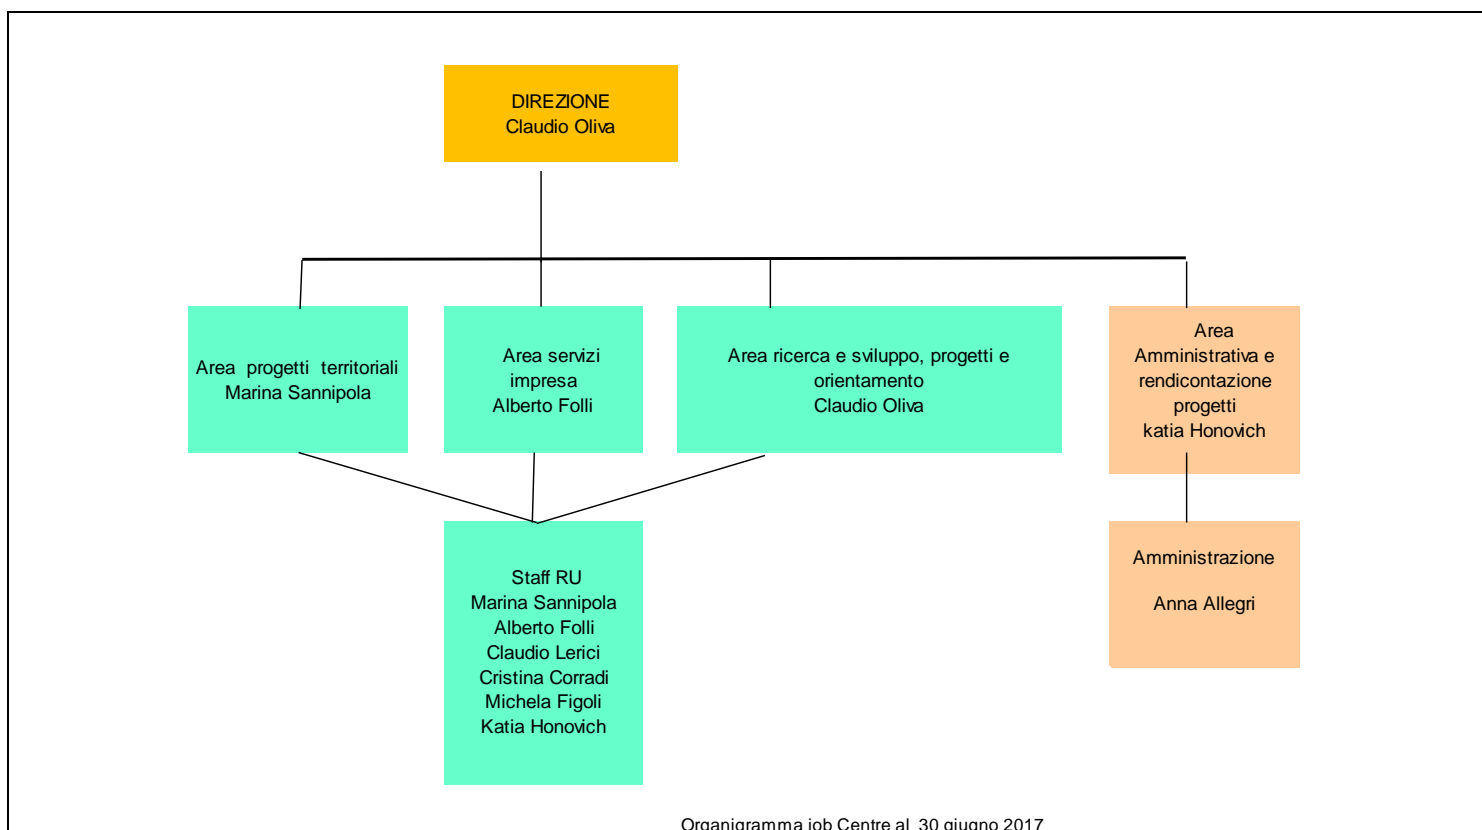 DIREZIONE
Claudio Oliva
Area progetti territoriali
Marina Sannipola
Area servizi
impresa
Alberto Folli
Area ricerca e sviluppo, progetti e
orientamento
Claudio Oliva
Area
Amministrativa e
rendicontazione
progetti
katia Honovich
Staff RU
Marina Sannipola
Alberto Folli
Claudio Lerici
Cristina Corradi
Michela Figoli
Katia Honovich
Amministrazione
Anna Allegri
Organigramma job Centre al 30 giugno 2017